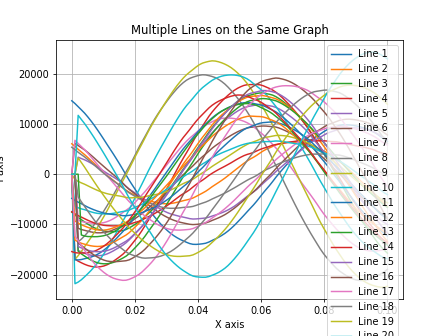 Multiple Lines on the Same Graph
20000
10000
0
−10000
−20000
0.00
0.02
0.04
0.06
X axis
Line 1
Line 2
Line 3
Line 4
Line 5
Line 6
Line 7
Line 8
Line 9
Line 10
Line 11
Line 12
Line 13
Line 14
Line 15
Line 16
Line 17
Line 18
Line 19